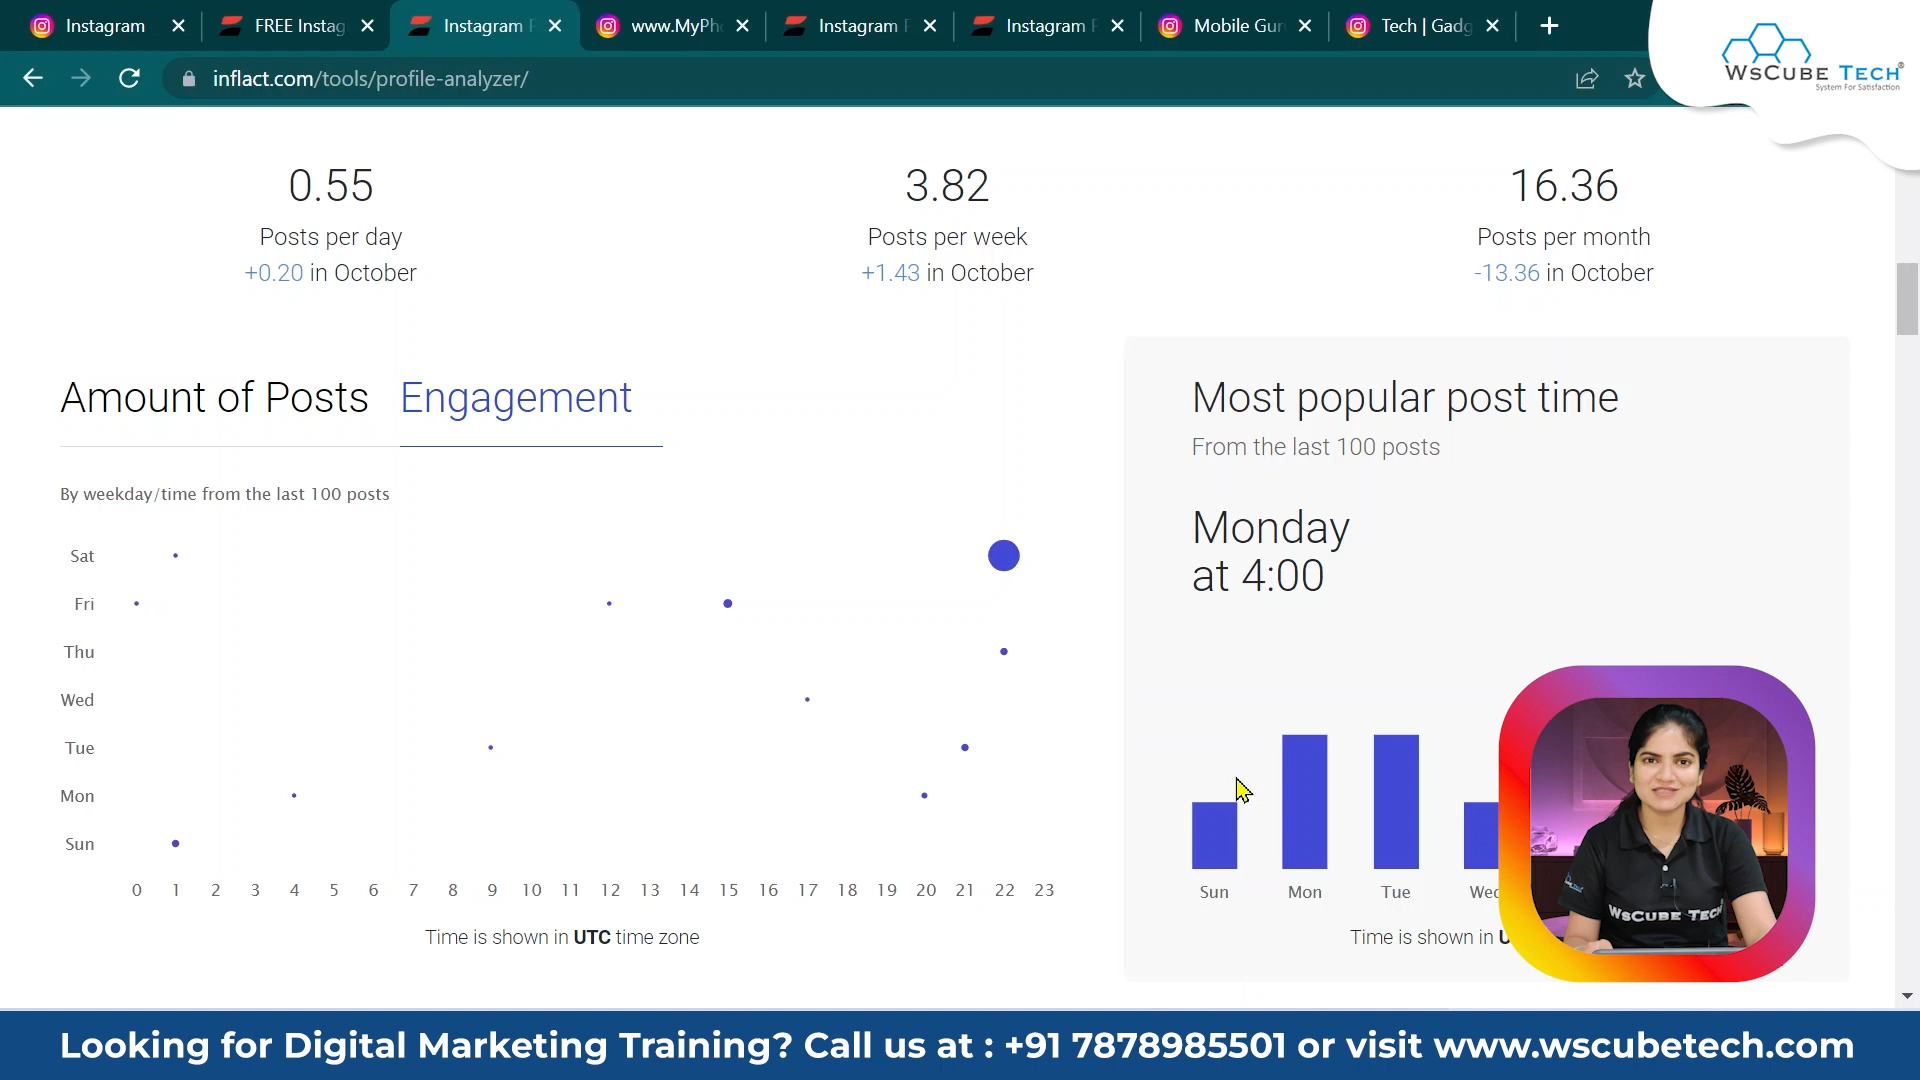 Instagram
FREE Instag
Instagram P
www.MyPh
Instagram P
Instagram P
Mobile Guru
Tech | Gadg
inflact.com/tools/profile-analyzer/
WSCUBE TECH®
System For Satisfaction
0.55
Posts per day
+0.20 in October
3.82
Posts per week
+1.43 in October
16.36
Posts per month
-13.36 in October
Amount of Posts Engagement
By weekday/time from the last 100 posts
Sat
Fri
Thu
Wed
Tue
Mon
Sun
0 1 2 3 4 5 6 7 8 9 10 11 12 13 14 15 16 17 18 19 20 21 22 23
Time is shown in UTC time zone
Most popular post time
From the last 100 posts
Monday
at 4:00
Sun Mon Tue Wed
Time is shown in U
WSCUBE TECH
Looking for Digital Marketing Training? Call us at : +91 7878985501 or visit www.wscubetech.com